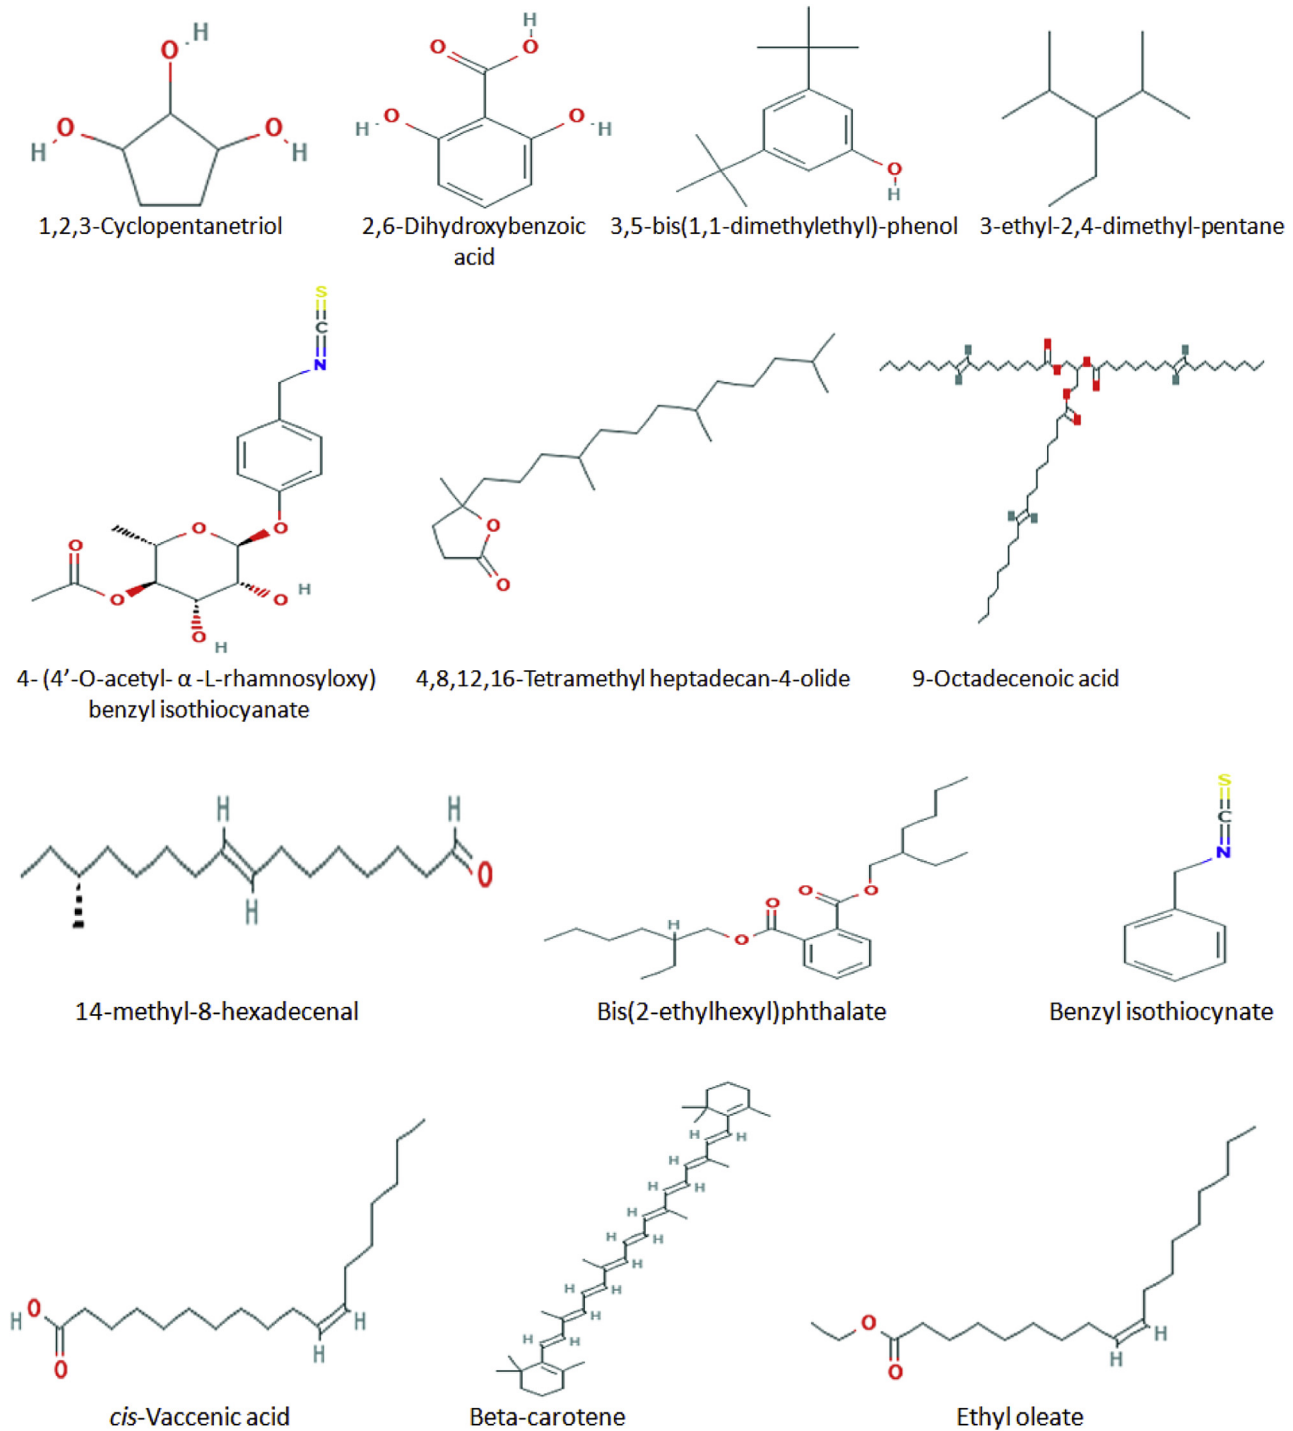 1,2,3-Cyclopentanetriol
2,6-Dihydroxybenzoic
acid
3,5-bis(1,1-dimethylethyl)-phenol
3-ethyl-2,4-dimethyl-pentane
4- (4’-O-acetyl- α -L-rhamnosyloxy)
benzyl isothiocyanate
4,8,12,16-Tetramethyl heptadecan-4-olide
9-Octadecenoic acid
14-methyl-8-hexadecenal
Bis(2-ethylhexyl)phthalate
Benzyl isothiocynate
cis-Vaccenic acid
Beta-carotene
Ethyl oleate